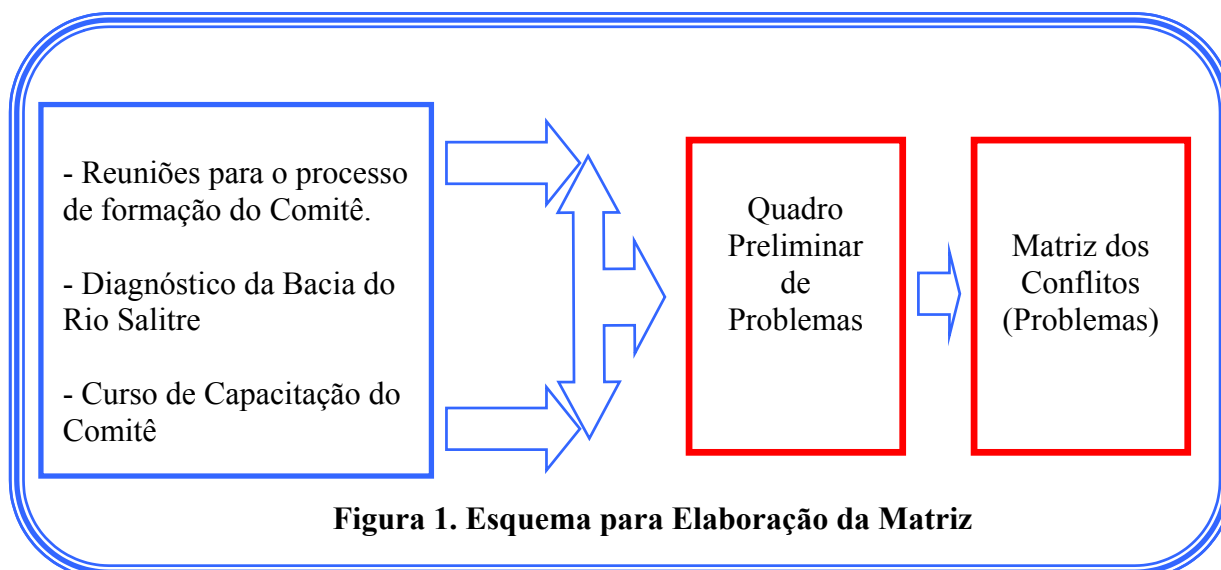 - Reuniões para o processo
de formação do Comitê.
- Diagnóstico da Bacia do
Rio Salitre
- Curso de Capacitação do
Comitê
Quadro
Preliminar
de
Problemas
Matriz dos
Conflitos
(Problemas)
Figura 1. Esquema para Elaboração da Matriz